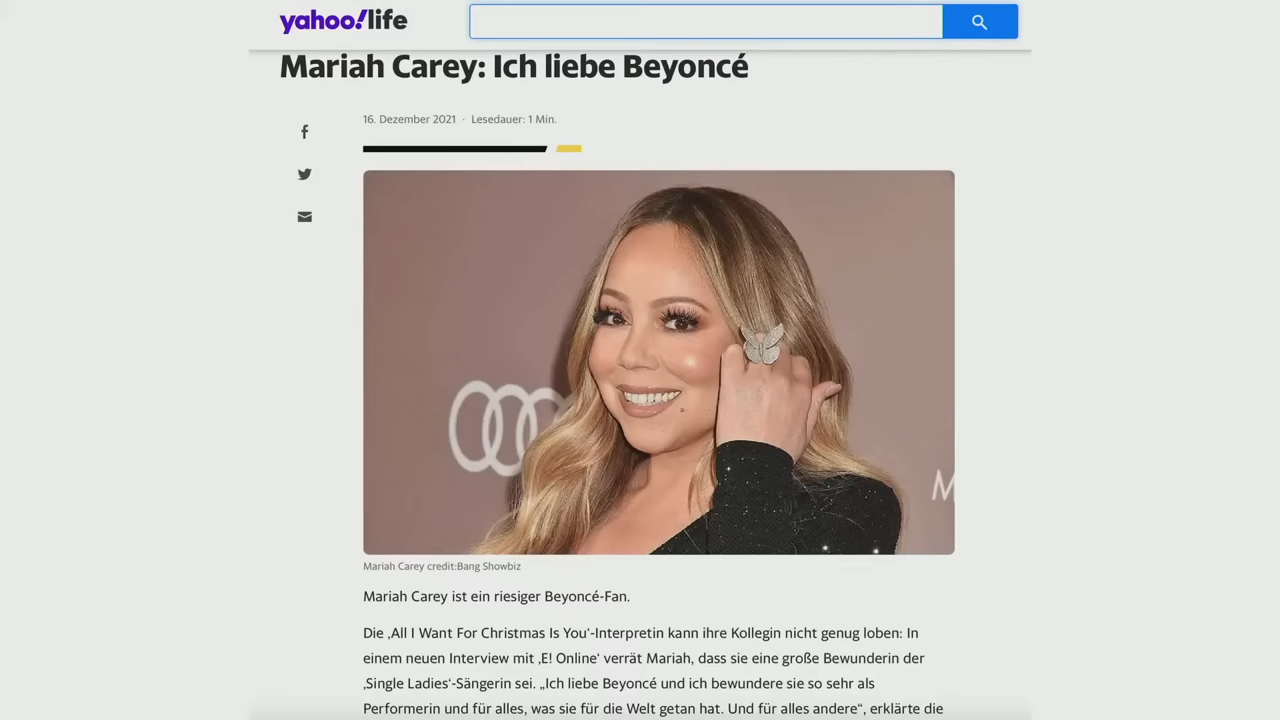 yahoo!life
Mariah Carey: Ich liebe Beyoncé
16. Dezember 2021 · Lesedauer: 1 Min.
M
Mariah Carey credit:Bang Showbiz
Mariah Carey ist ein riesiger Beyoncé-Fan.
Die ‚All I Want For Christmas Is You‘-Interpretin kann ihre Kollegin nicht genug loben: In
einem neuen Interview mit ‚E! Online‘ verrät Mariah, dass sie eine große Bewunderin der
‚Single Ladies‘-Sängerin sei. „Ich liebe Beyoncé und ich bewundere sie so sehr als
Performerin und für alles, was sie für die Welt getan hat. Und für alles andere“, erklärte die